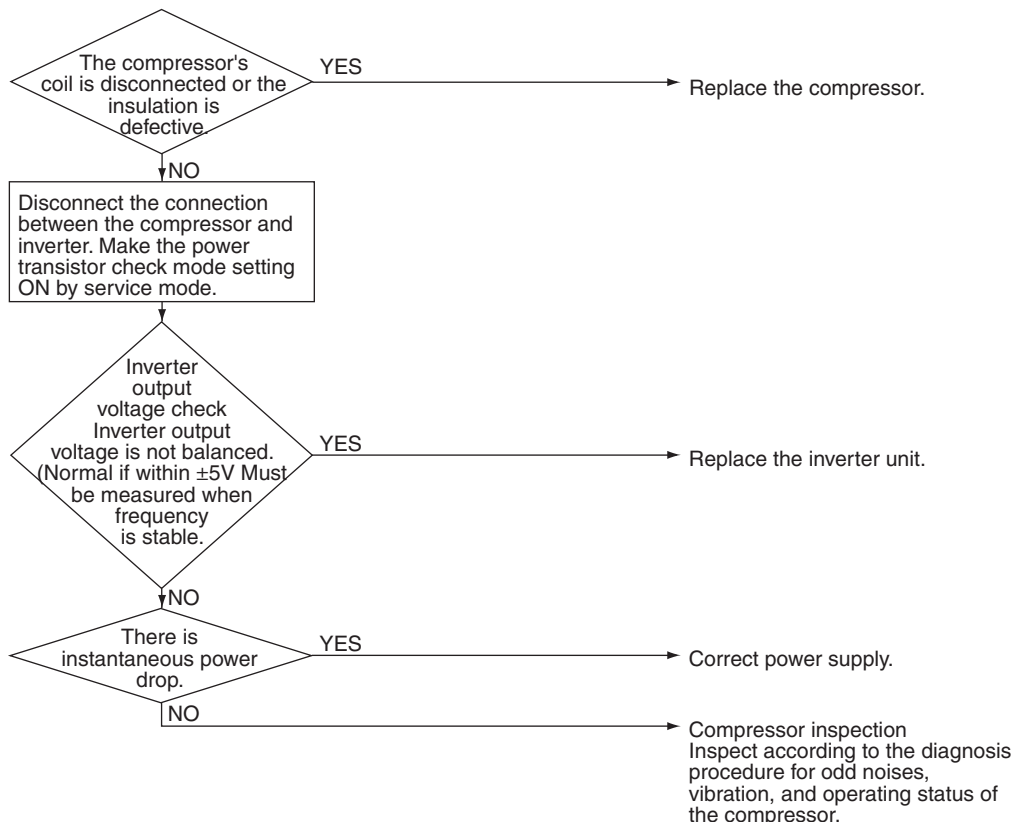 The compressor's
coil is disconnected or the
insulation is
defective.
YES
Replace the compressor.
NO
Disconnect the connection
between the compressor and
inverter. Make the power
transistor check mode setting
ON by service mode.
Inverter
output
voltage check
Inverter output
voltage is not balanced.
(Normal if within ±5V Must
be measured when
frequency
is stable.
YES
Replace the inverter unit.
NO
There is
instantaneous power
drop.
YES
Correct power supply.
NO
Compressor inspection
Inspect according to the diagnosis
procedure for odd noises,
vibration, and operating status of
the compressor.